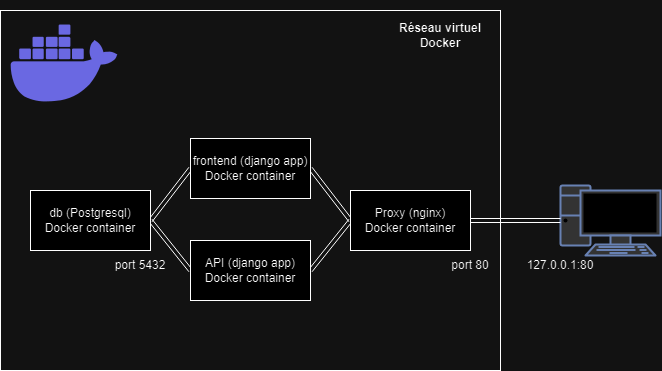 Réseau virtuel
Docker
frontend (django app)
Docker container
db (Postgresql)
Docker container
Proxy (nginx)
Docker container
API (django app)
Docker container
port 5432
port 80
127.0.0.1:80